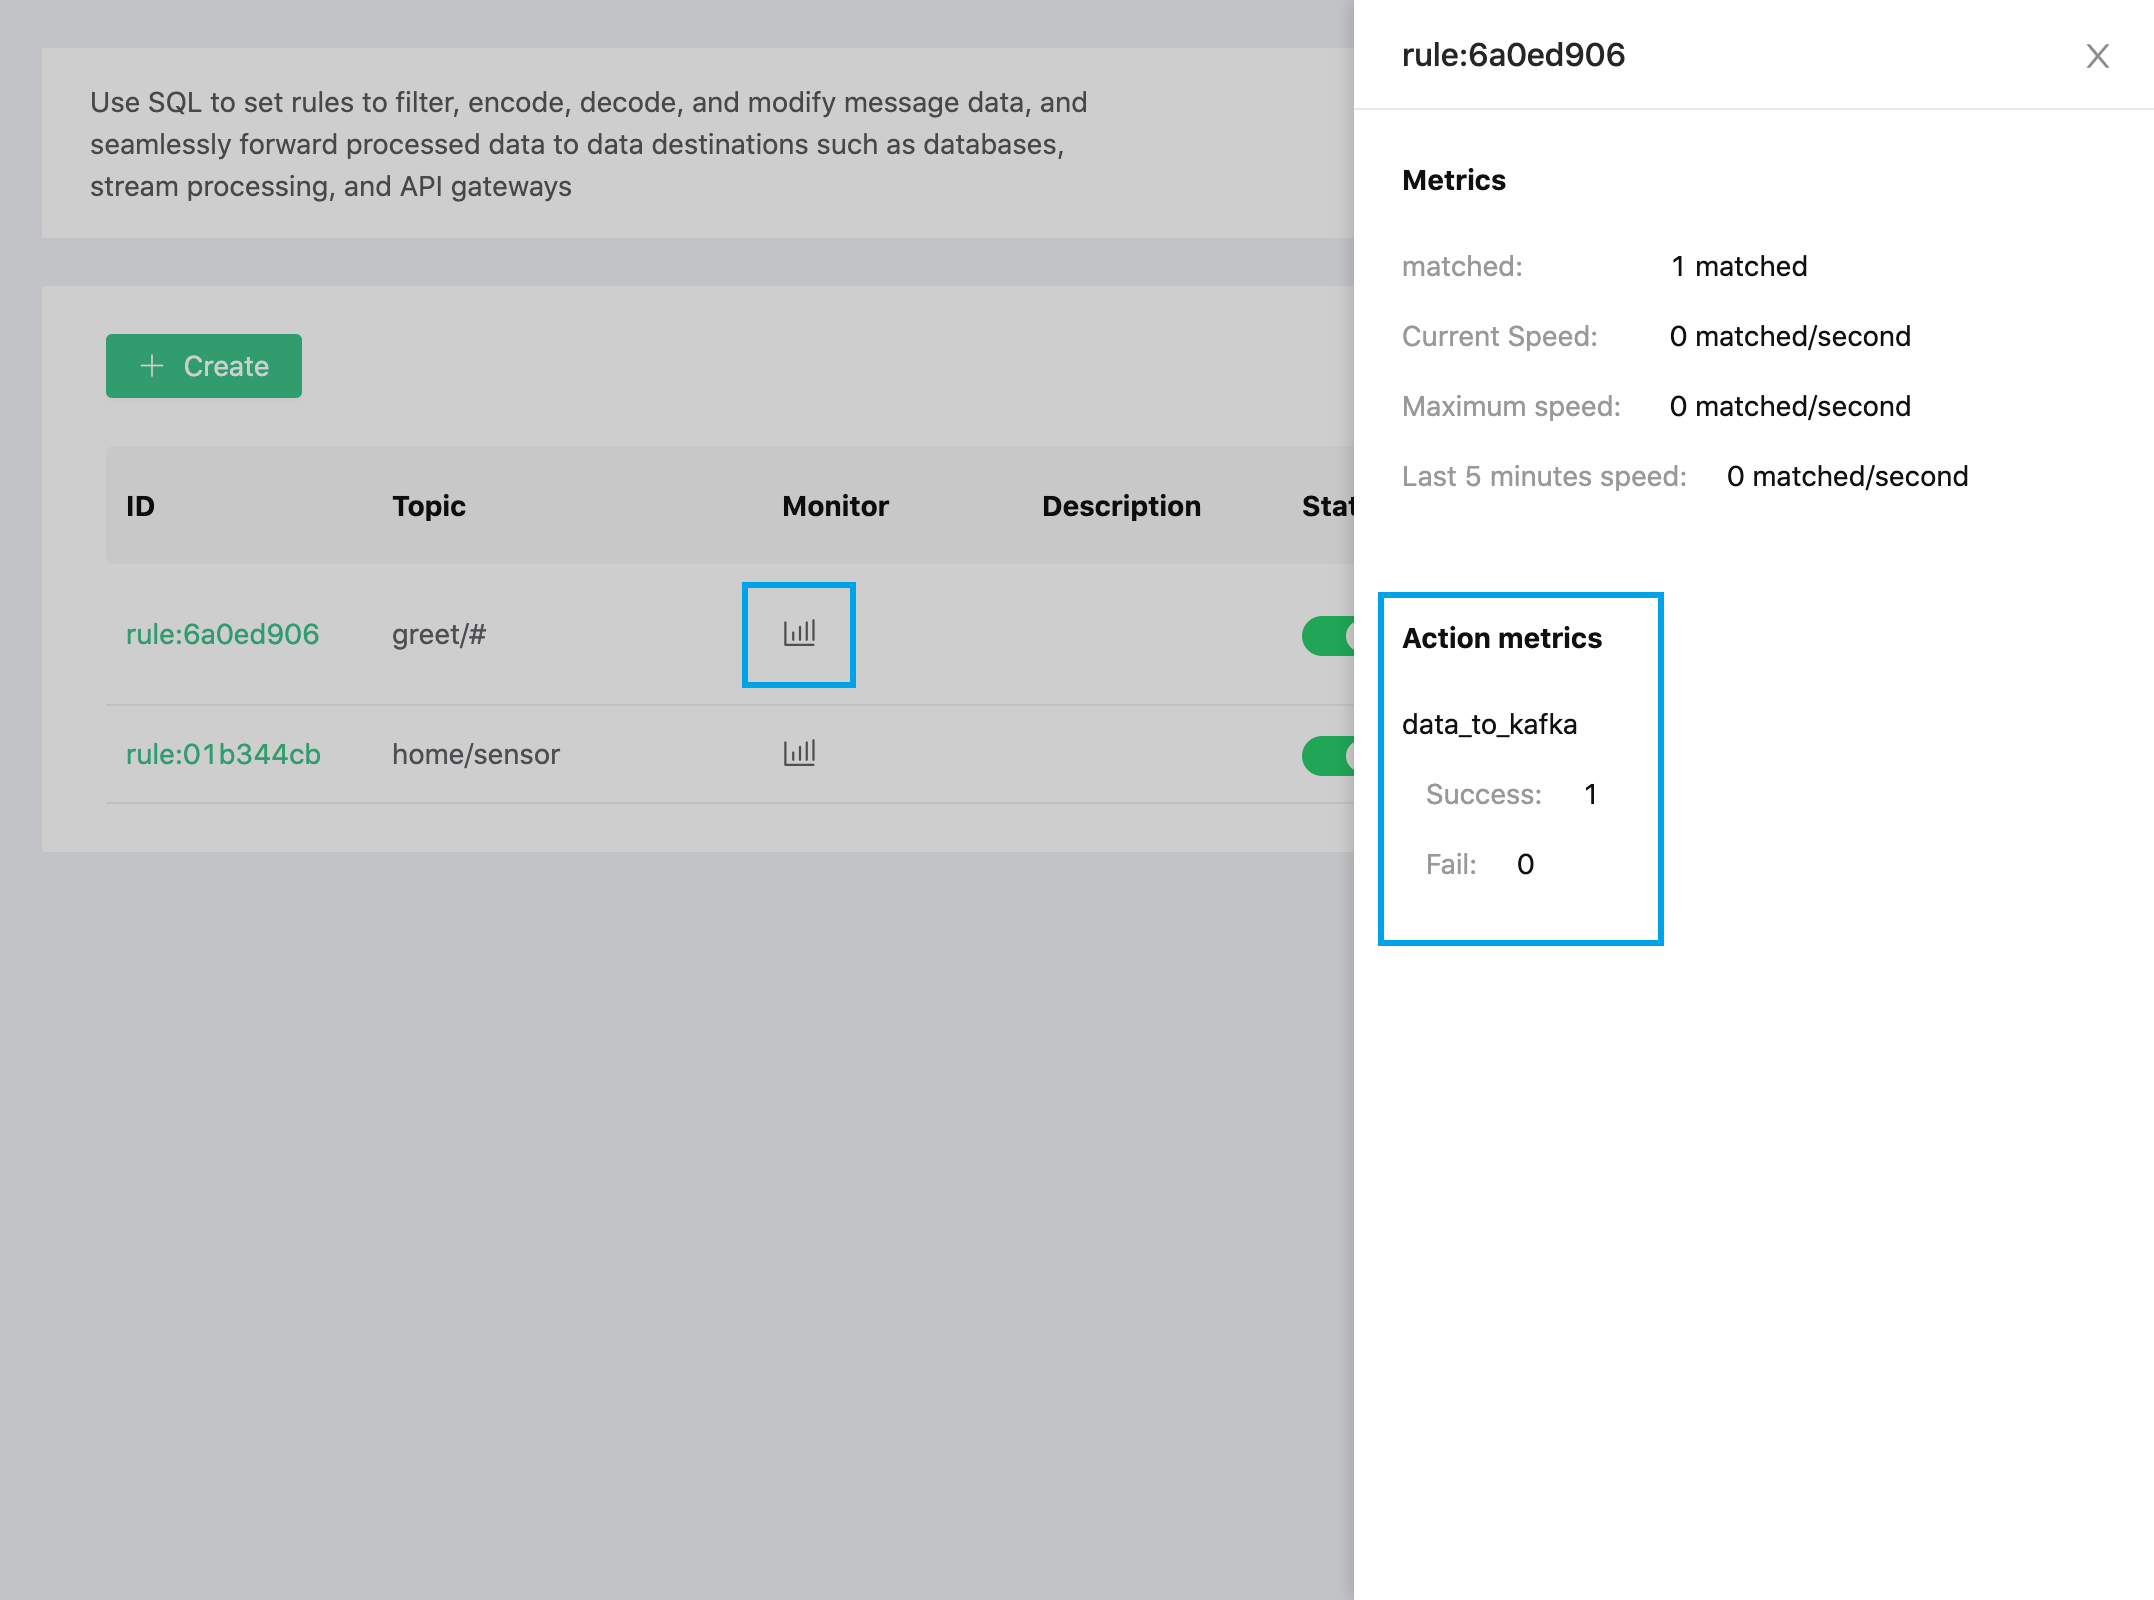 Use SQL to set rules to filter, encode, decode, and modify message data, and
seamlessly forward processed data to data destinations such as databases,
stream processing, and API gateways
Create
ID Topic Monitor Description Stat
rule:6a0ed906 greet/#
rule:01b344cb home/sensor
rule:6a0ed906
Metrics
matched: 1 matched
Current Speed: 0 matched/second
Maximum speed: 0 matched/second
Last 5 minutes speed: 0 matched/second
Action metrics
data_to_kafka
Success: 1
Fail: 0